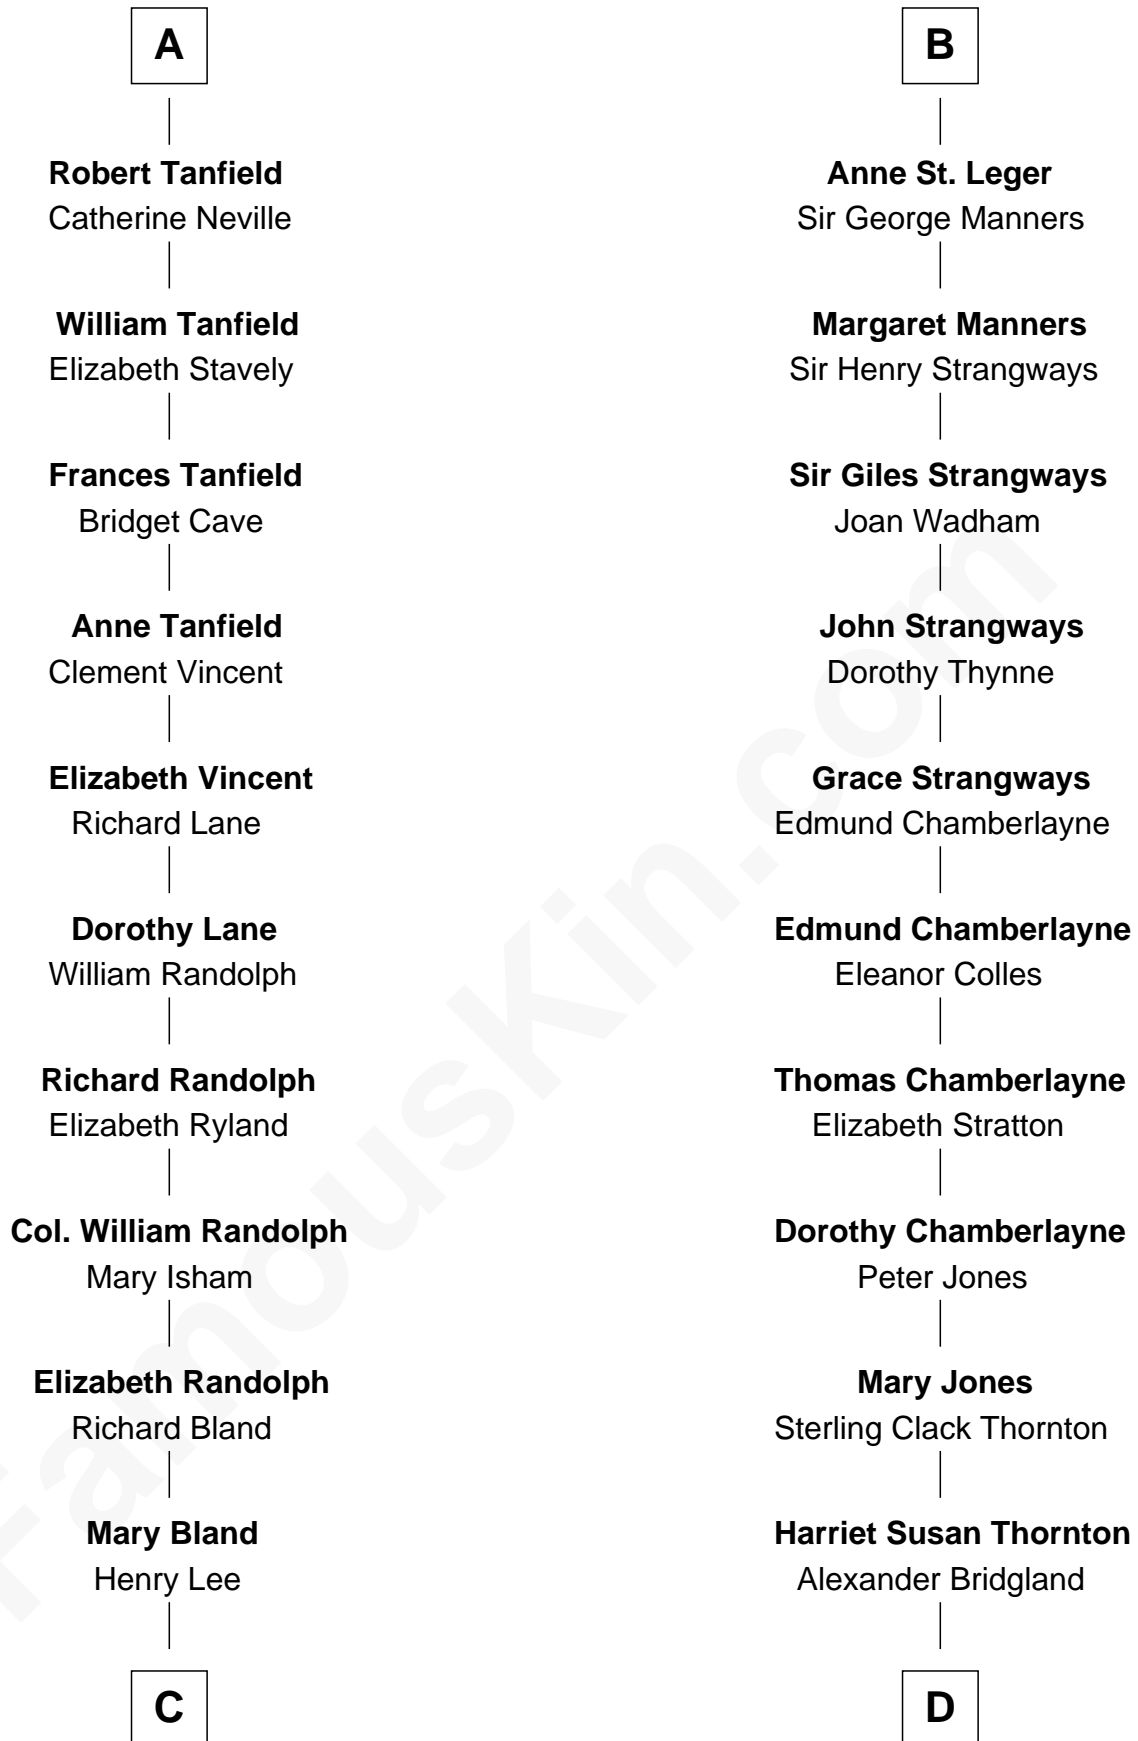 A
Robert Tanfield
Catherine Neville
William Tanfield
Elizabeth Stavely
Frances Tanfield
Bridget Cave
Anne Tanfield
Clement Vincent
Elizabeth Vincent
Richard Lane
Dorothy Lane
William Randolph
Richard Randolph
Elizabeth Ryland
Col. William Randolph
Mary Isham
Elizabeth Randolph
Richard Bland
Mary Bland
Henry Lee
C
B
Anne St. Leger
Sir George Manners
Margaret Manners
Sir Henry Strangways
Sir Giles Strangways
Joan Wadham
John Strangways
Dorothy Thynne
Grace Strangways
Edmund Chamberlayne
Edmund Chamberlayne
Eleanor Colles
Thomas Chamberlayne
Elizabeth Stratton
Dorothy Chamberlayne
Peter Jones
Mary Jones
Sterling Clack Thornton
Harriet Susan Thornton
Alexander Bridgland
D
FamousKin.com